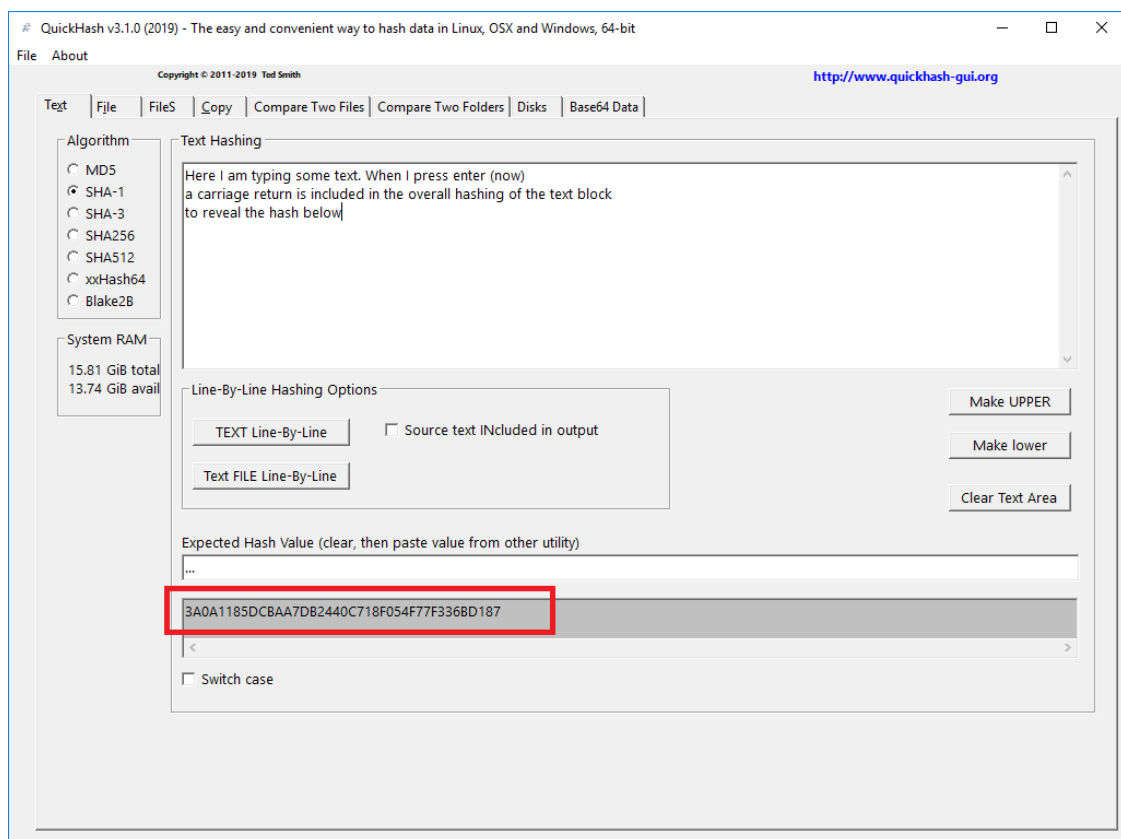 # QuickHash v3.1.0 (2019) - The easy and convenient way to hash data in Linux, OSX and Windows, 64-bit
File About
Copyright © 2011-2019 Ted Smith
http://www.quickhash-gui.org
Text File FileS Copy Compare Two Files Compare Two Folders Disks Base64 Data
Algorithm
MD5
SHA-1
SHA-3
SHA256
SHA512
xxHash64
Blake2B
System RAM
15.81 GiB total
13.74 GiB avail
Text Hashing
Here I am typing some text. When I press enter (now)
a carriage return is included in the overall hashing of the text block
to reveal the hash below
Line-By-Line Hashing Options
TEXT Line-By-Line
Source text INcluded in output
Text FILE Line-By-Line
Make UPPER
Make lower
Clear Text Area
Expected Hash Value (clear, then paste value from other utility)
...
3A0A1185DCBAA7DB2440C718F054F77F336BD187
Switch case